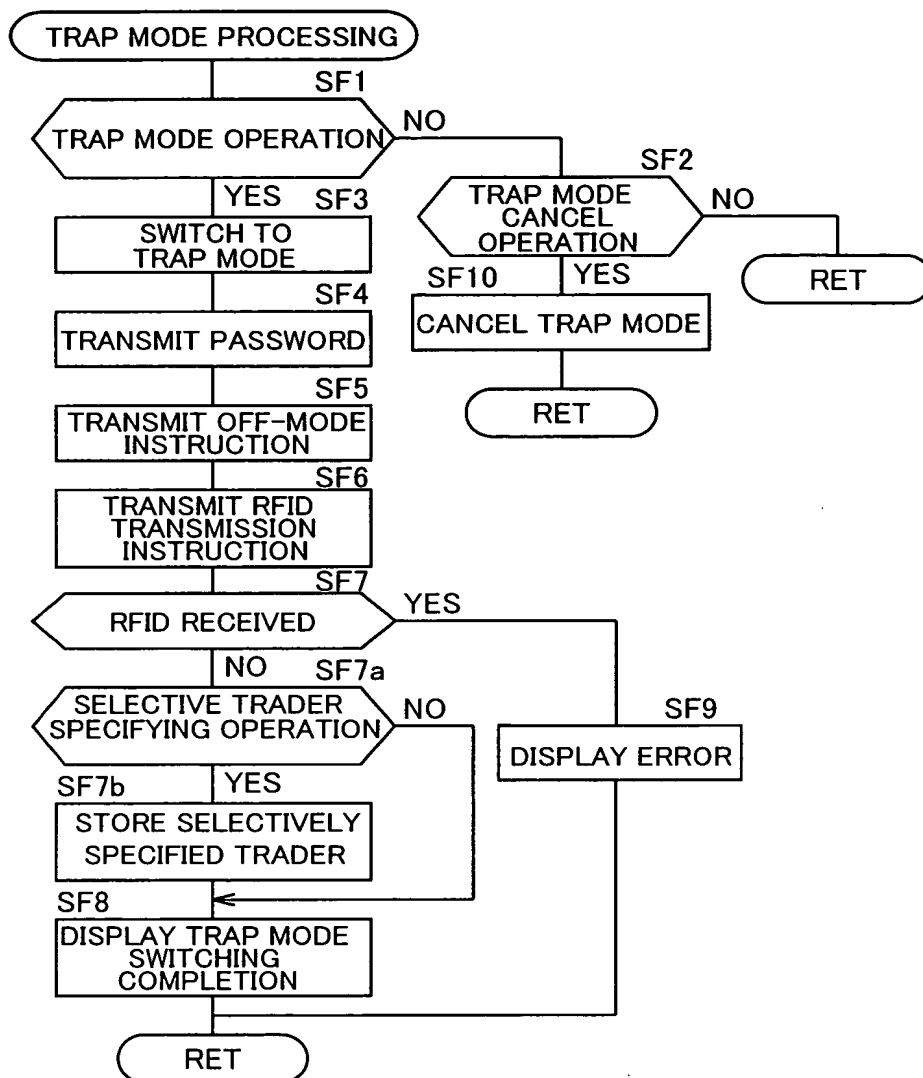 TRAP MODE PROCESSING
SF1
TRAP MODE OPERATION
NO
SF2
TRAP MODE
CANCEL
OPERATION
NO
RET
YES
SF10
CANCEL TRAP MODE
RET
YES
SF3
SWITCH TO
TRAP MODE
SF4
TRANSMIT PASSWORD
SF5
TRANSMIT OFF-MODE
INSTRUCTION
SF6
TRANSMIT RFID
TRANSMISSION
INSTRUCTION
SF7
RFID RECEIVED
YES
NO
SF7a
SELECTIVE TRADER
SPECIFYING OPERATION
NO
SF9
DISPLAY ERROR
YES
SF7b
STORE SELECTIVELY
SPECIFIED TRADER
SF8
DISPLAY TRAP MODE
SWITCHING
COMPLETION
RET